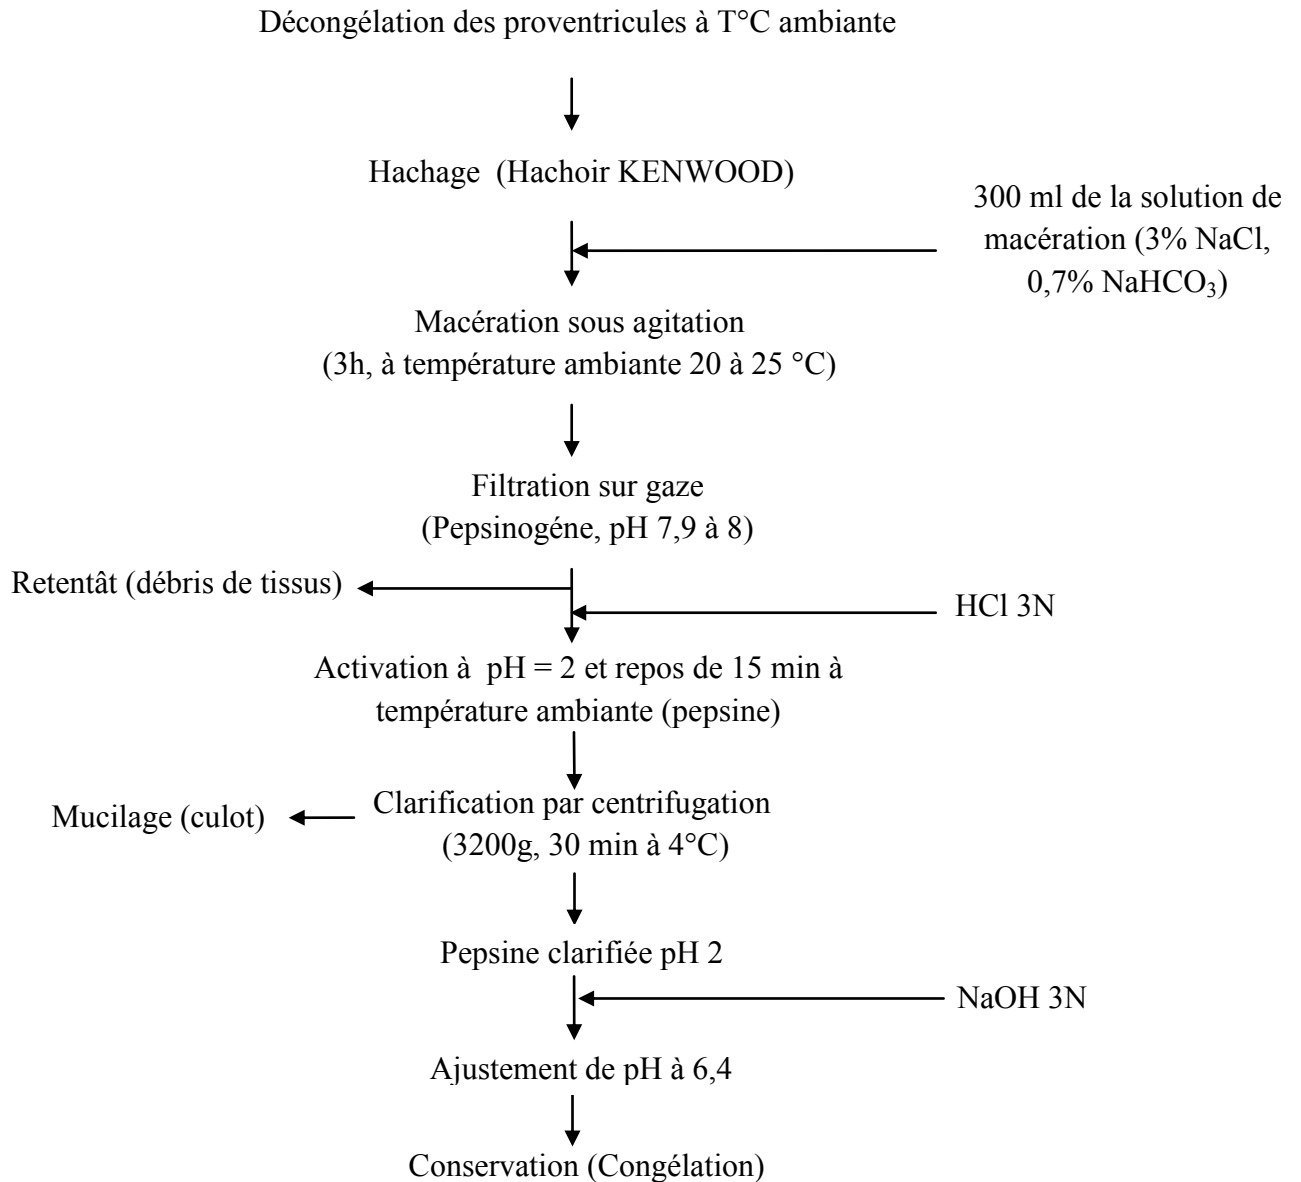 Décongélation des proventricules à T°C ambiante
Hachage (Hachoir KENWOOD)
300 ml de la solution de
macération (3% NaCl,
0,7% NaHCO₃)
Macération sous agitation
(3h, à température ambiante 20 à 25 °C)
Filtration sur gaze
(Pepsinogéne, pH 7,9 à 8)
Retentât (débris de tissus)
HCl 3N
Activation à pH = 2 et repos de 15 min à
température ambiante (pepsine)
Clarification par centrifugation
Mucilage (culot)
(3200g, 30 min à 4°C)
Pepsine clarifiée pH 2
NaOH 3N
Ajustement de pH à 6,4
Conservation (Congélation)